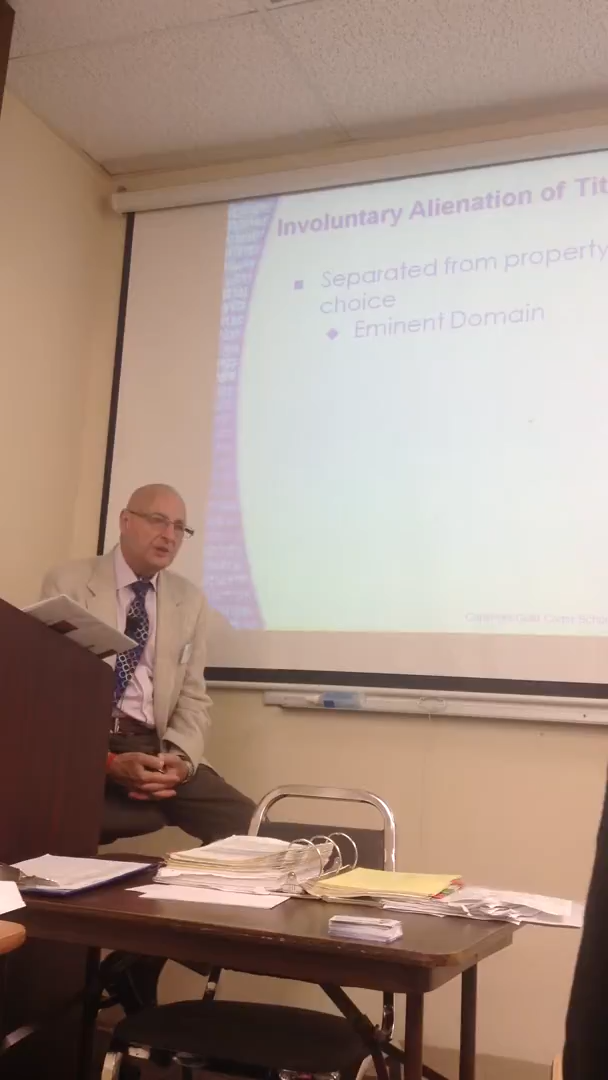 Involuntary Alienation of Tit
Separated from property
choice
Eminent Domain